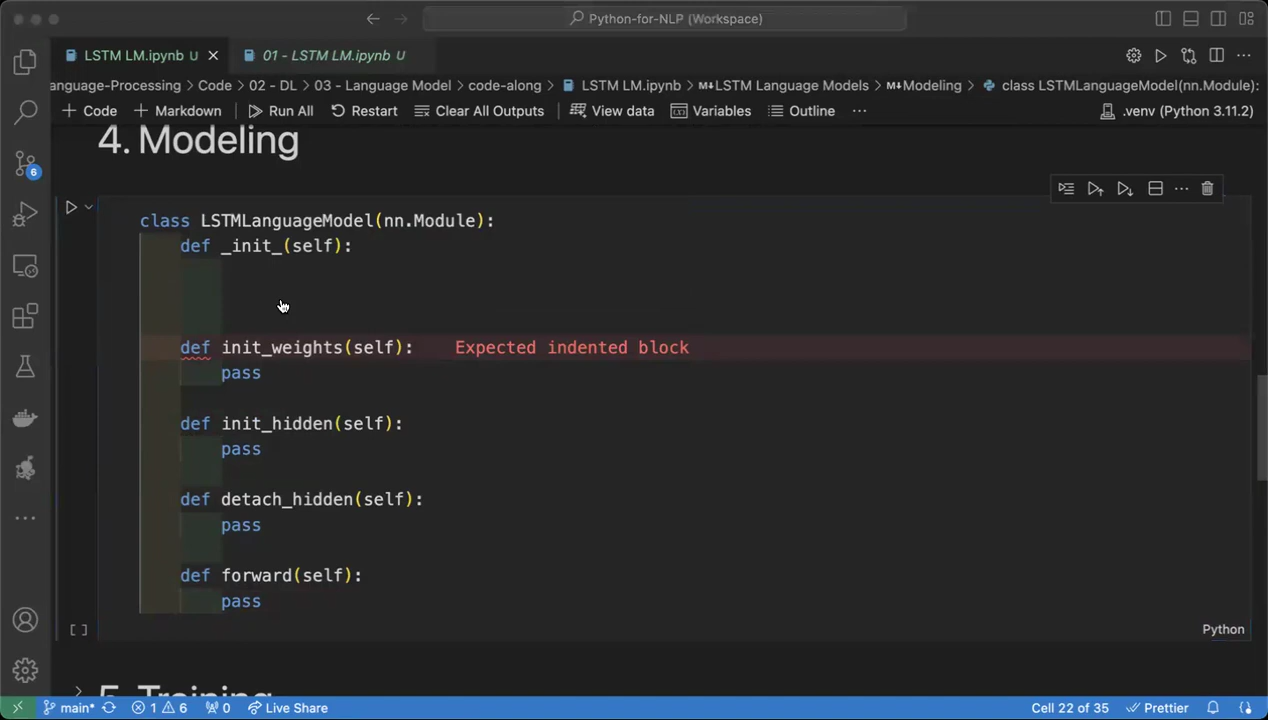 Python-for-NLP (Workspace)
LSTM LM.ipynb U
01 - LSTM LM.ipynb U
anguage-Processing > Code > 02 - DL > 03 - Language Model > code-along > LSTM LM.ipynb > M↓LSTM Language Models > M↓Modeling > class LSTMLanguageModel(nn.Module):
+ Code + Markdown Run All Restart Clear All Outputs View data Variables Outline ... .venv (Python 3.11.2)
4. Modeling
class LSTMLanguageModel(nn.Module):
def _init_(self):
def init_weights(self): Expected indented block
pass
def init_hidden(self):
pass
def detach_hidden(self):
pass
def forward(self):
pass
[ ]
Python
6
5. Training
main* 1 6 0 Live Share Cell 22 of 35 Prettier